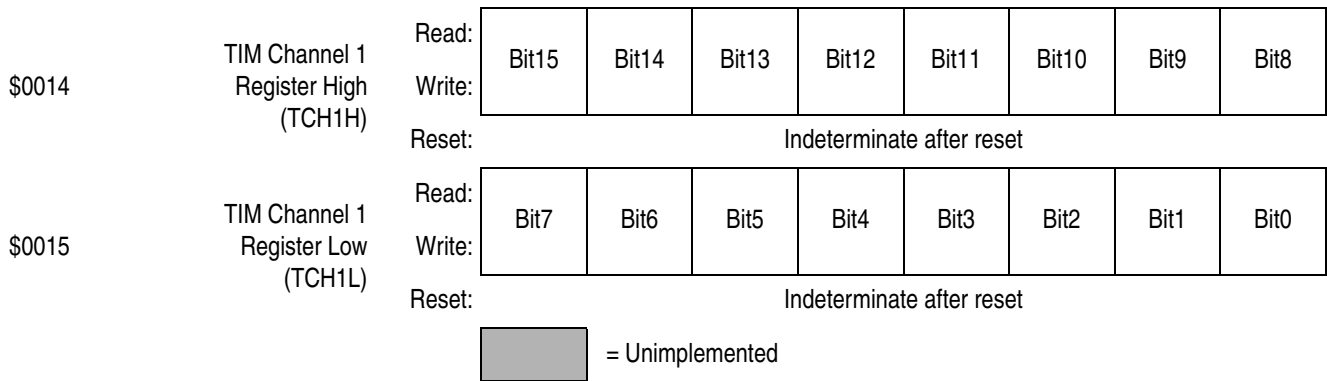 $0014 TIM Channel 1 Register High (TCH1H) Read: Write: Bit15 Bit14 Bit13 Bit12 Bit11 Bit10 Bit9 Bit8
Reset: Indeterminate after reset
$0015 TIM Channel 1 Register Low (TCH1L) Read: Write: Bit7 Bit6 Bit5 Bit4 Bit3 Bit2 Bit1 Bit0
Reset: Indeterminate after reset
= Unimplemented